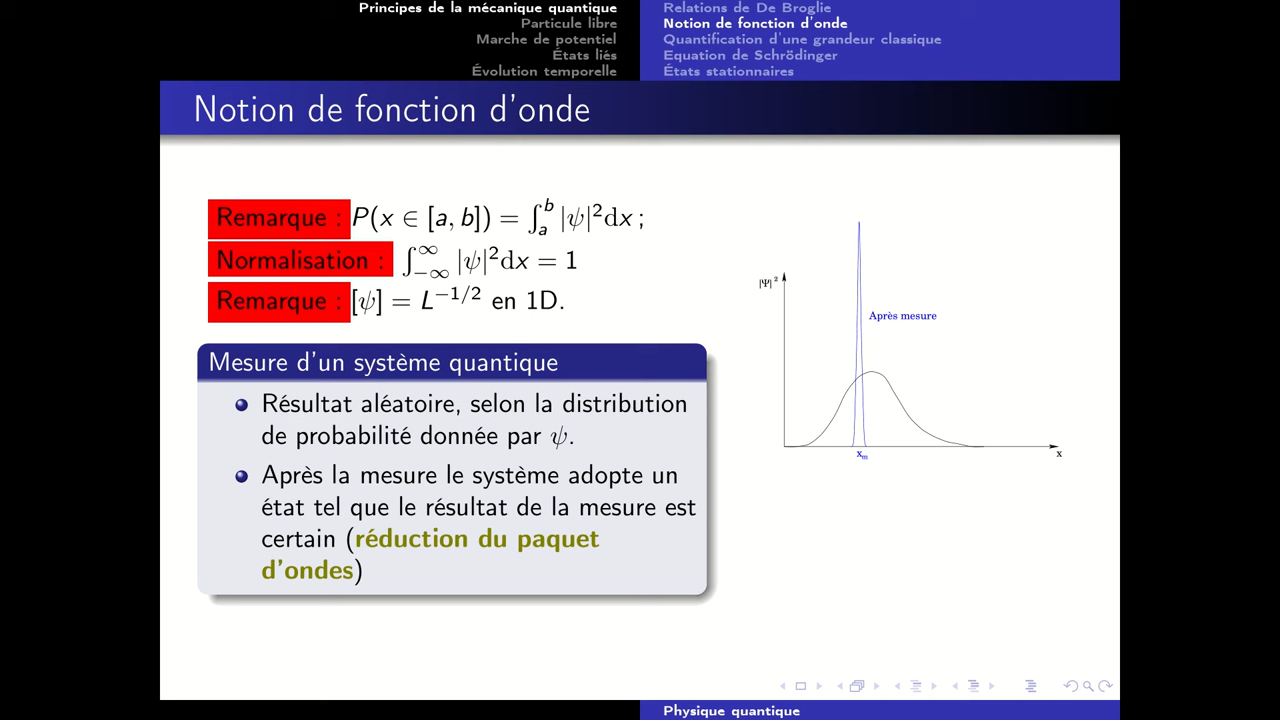 Principes de la mécanique quantique
Particule libre
Marche de potentiel
États liés
Évolution temporelle
Relations de De Broglie
Notion de fonction d'onde
Quantification d'une grandeur classique
Equation de Schrödinger
États stationnaires
Notion de fonction d'onde
Remarque : P(x ∈ [a, b]) = ∫_a^b |ψ|²dx ;
Normalisation : ∫_{−∞}^{∞} |ψ|²dx = 1
Remarque : [ψ] = L^{−1/2} en 1D.
Mesure d'un système quantique
Résultat aléatoire, selon la distribution
de probabilité donnée par ψ.
Après la mesure le système adopte un
état tel que le résultat de la mesure est
certain (réduction du paquet
d'ondes)
|Ψ|²
Après mesure
x_m
x
Physique quantique